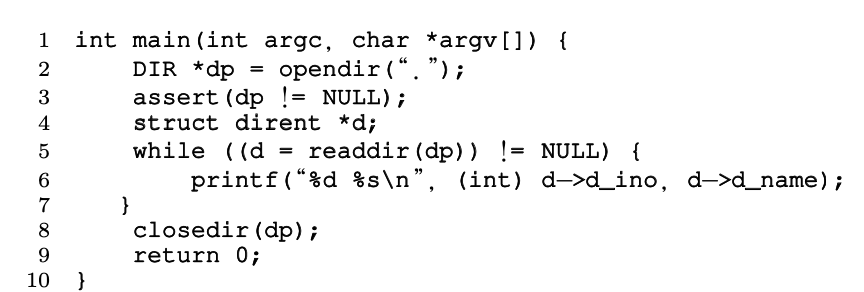 1 int main(int argc, char *argv[]) {
2 DIR *dp = opendir(“.”);
3 assert(dp != NULL);
4 struct dirent *d;
5 while ((d = readdir(dp)) != NULL) {
6 printf(“%d %s\n”, (int) d—>d_ino, d—>d_name);
7 }
8 closedir(dp);
9 return 0;
10 }